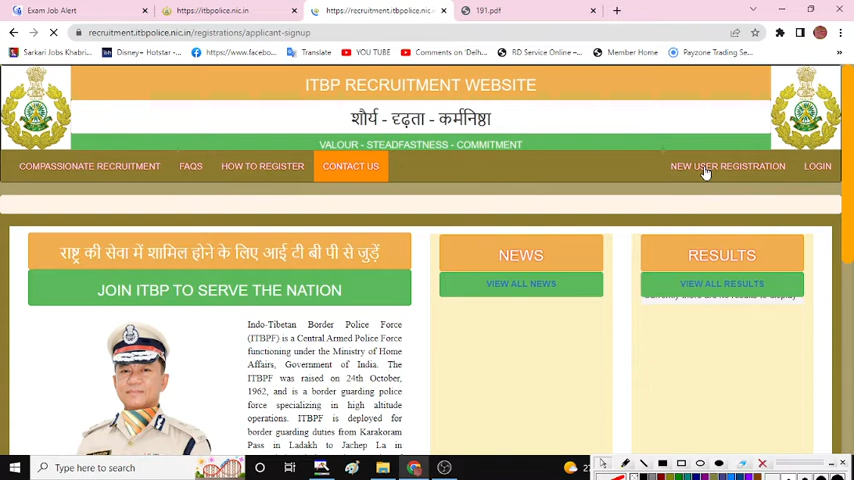 Exam Job Alert
https://itbpolice.nic.in
https://recruitment.itbpolice.nic.
191.pdf
recruitment.itbpolice.nic.in/registrations/applicant-signup
Sarkari Jobs Khabri...
Disney+ Hotstar -...
https://www.facebo...
Translate
YOU TUBE
Comments on 'Delh...
RD Service Online -...
Member Home
Payzone Trading Se...
ITBP RECRUITMENT WEBSITE
शौर्य - दृढ़ता - कर्मनिष्ठा
VALOUR - STEADFASTNESS - COMMITMENT
COMPASSIONATE RECRUITMENT
FAQS
HOW TO REGISTER
CONTACT US
NEW USER REGISTRATION
LOGIN
राष्ट्र की सेवा में शामिल होने के लिए आई टी बी पी से जुड़ें
JOIN ITBP TO SERVE THE NATION
Indo-Tibetan Border Police Force
(ITBPF) is a Central Armed Police Force
functioning under the Ministry of Home
Affairs, Government of India. The
ITBPF was raised on 24th October,
1962, and is a border guarding police
force specializing in high altitude
operations. ITBPF is deployed for
border guarding duties from Karakoram
Pass in Ladakh to Jachep La in
NEWS
VIEW ALL NEWS
RESULTS
VIEW ALL RESULTS
Currently there are no results to display
Type here to search